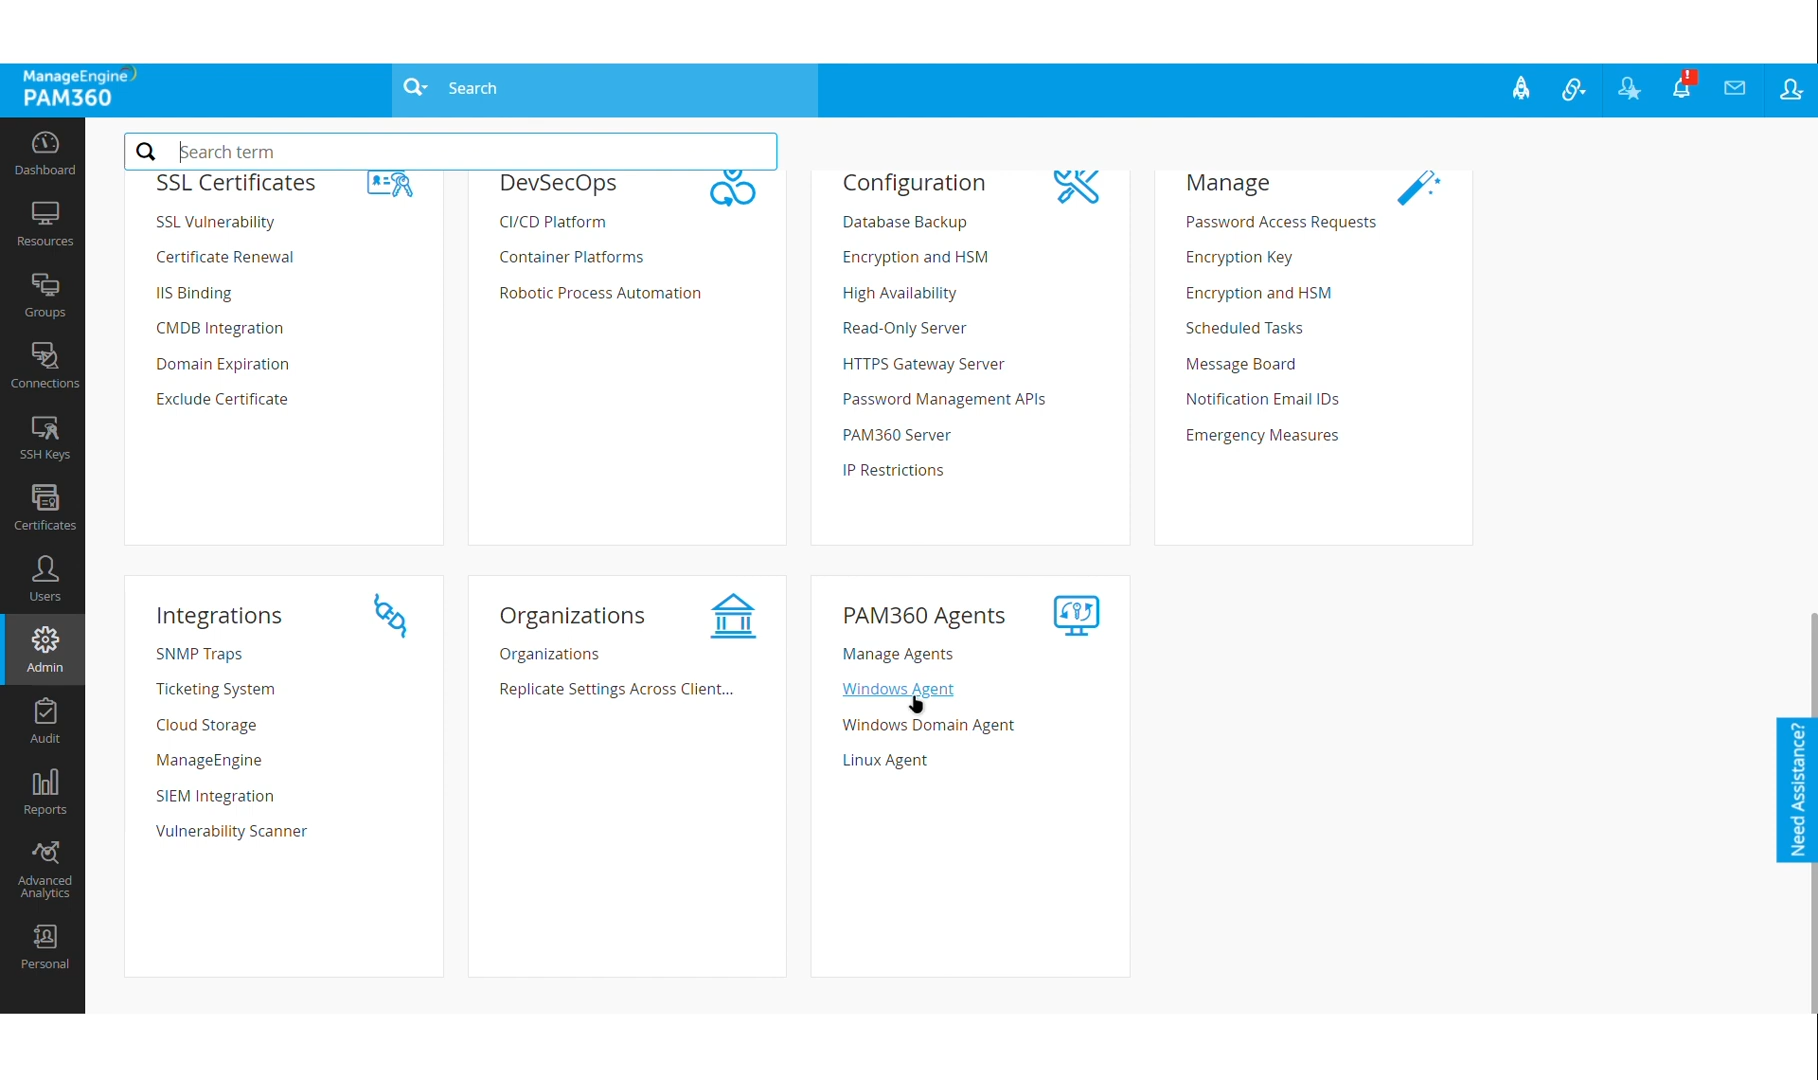 ManageEngine
PAM360
Search
!
Search term
Dashboard
Resources
Groups
Connections
SSH Keys
Certificates
Users
Admin
Audit
Reports
Advanced
Analytics
Personal
SSL Certificates
SSL Vulnerability
Certificate Renewal
IIS Binding
CMDB Integration
Domain Expiration
Exclude Certificate
DevSecOps
CI/CD Platform
Container Platforms
Robotic Process Automation
Configuration
Database Backup
Encryption and HSM
High Availability
Read-Only Server
HTTPS Gateway Server
Password Management APIs
PAM360 Server
IP Restrictions
Manage
Password Access Requests
Encryption Key
Encryption and HSM
Scheduled Tasks
Message Board
Notification Email IDs
Emergency Measures
Integrations
SNMP Traps
Ticketing System
Cloud Storage
ManageEngine
SIEM Integration
Vulnerability Scanner
Organizations
Organizations
Replicate Settings Across Client...
PAM360 Agents
Manage Agents
Windows Agent
Windows Domain Agent
Linux Agent
Need Assistance?